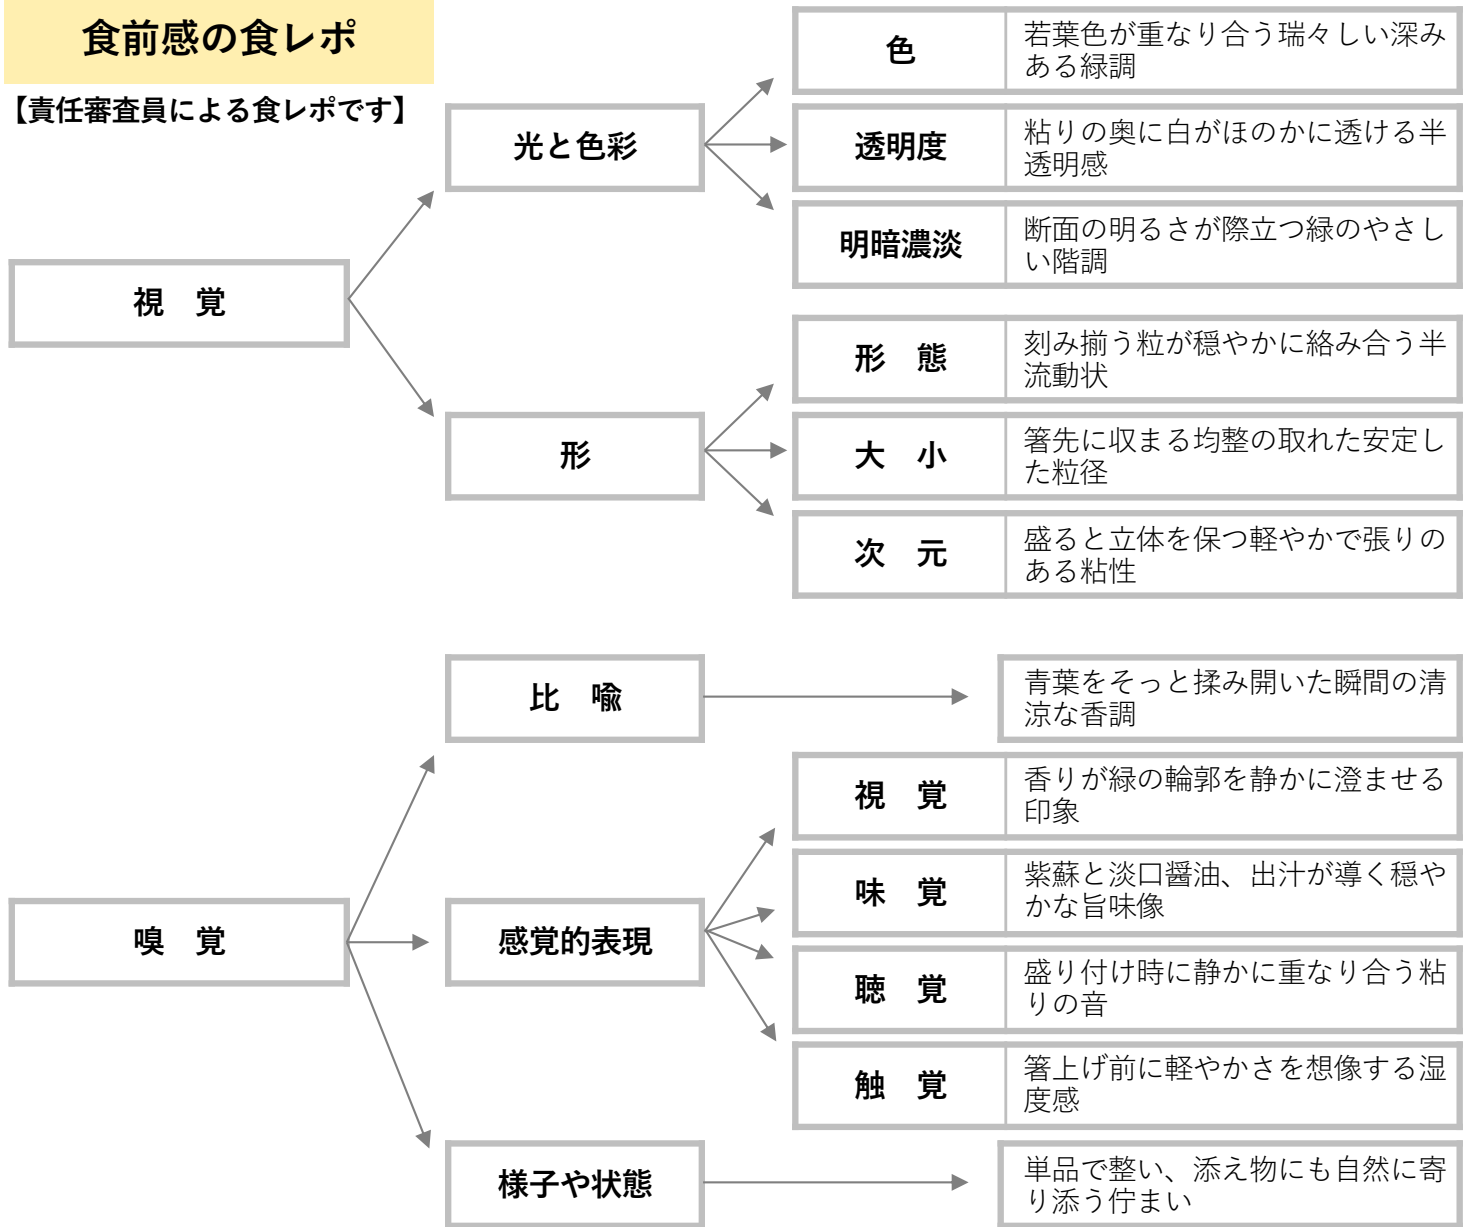 食前感の食レポ
【責任審査員による食レポです】
視　覚
光と色彩
色
若葉色が重なり合う瑞々しい深み
ある緑調
透明度
粘りの奥に白がほのかに透ける半
透明感
明暗濃淡
断面の明るさが際立つ緑のやさし
い階調
形
形　態
刻み揃う粒が穏やかに絡み合う半
流動状
大　小
箸先に収まる均整の取れた安定し
た粒径
次　元
盛ると立体を保つ軽やかで張りの
ある粘性
嗅　覚
比　喩
青葉をそっと揉み開いた瞬間の清
涼な香調
感覚的表現
視　覚
香りが緑の輪郭を静かに澄ませる
印象
味　覚
紫蘇と淡口醤油、出汁が導く穏や
かな旨味像
聴　覚
盛り付け時に静かに重なり合う粘
りの音
触　覚
箸上げ前に軽やかさを想像する湿
度感
様子や状態
単品で整い、添え物にも自然に寄
り添う佇まい